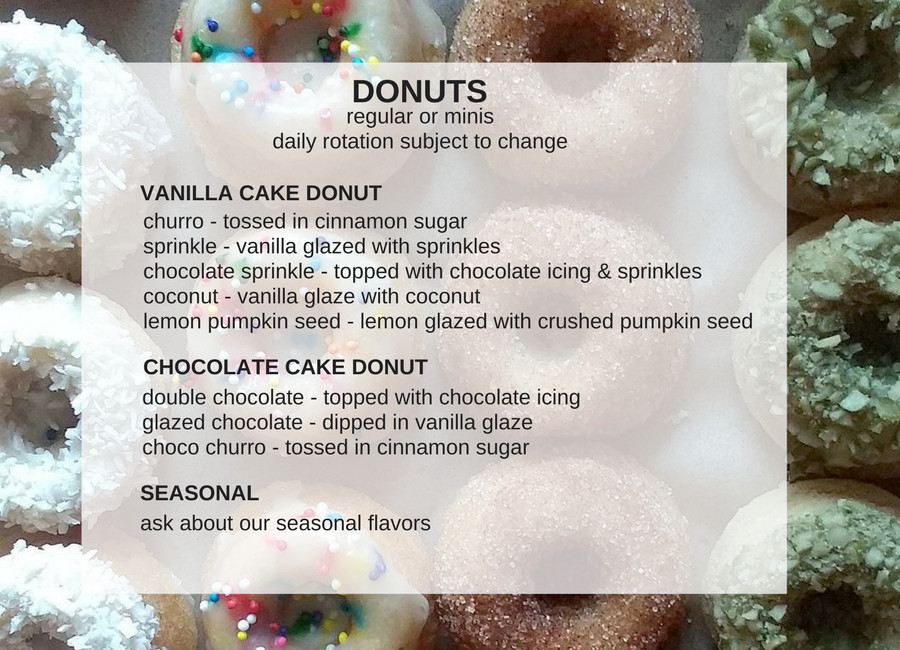 DONUTS
regular or minis
daily rotation subject to change
VANILLA CAKE DONUT
churro - tossed in cinnamon sugar
sprinkle - vanilla glazed with sprinkles
chocolate sprinkle - topped with chocolate icing & sprinkles
coconut - vanilla glaze with coconut
lemon pumpkin seed - lemon glazed with crushed pumpkin seed
CHOCOLATE CAKE DONUT
double chocolate - topped with chocolate icing
glazed chocolate - dipped in vanilla glaze
choco churro - tossed in cinnamon sugar
SEASONAL
ask about our seasonal flavors